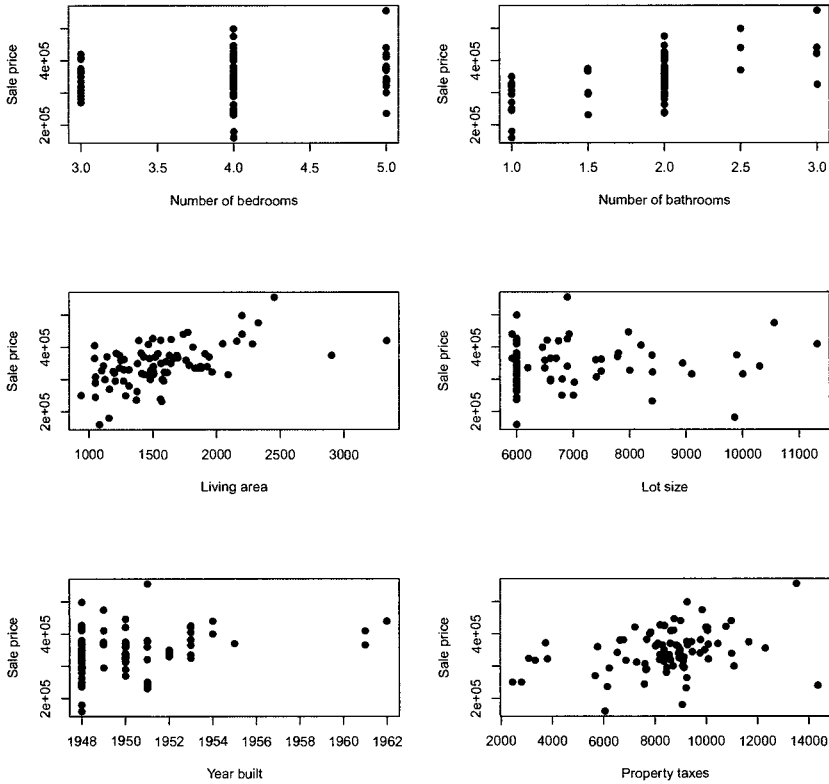 Sale price
2e+05 4e+05
3.0 3.5 4.0 4.5 5.0
Number of bedrooms
Sale price
2e+05 4e+05
1.0 1.5 2.0 2.5 3.0
Number of bathrooms
Sale price
2e+05 4e+05
1000 1500 2000 2500 3000
Living area
Sale price
2e+05 4e+05
6000 7000 8000 9000 10000 11000
Lot size
Sale price
2e+05 4e+05
1948 1950 1952 1954 1956 1958 1960 1962
Year built
Sale price
2e+05 4e+05
2000 4000 6000 8000 10000 12000 14000
Property taxes